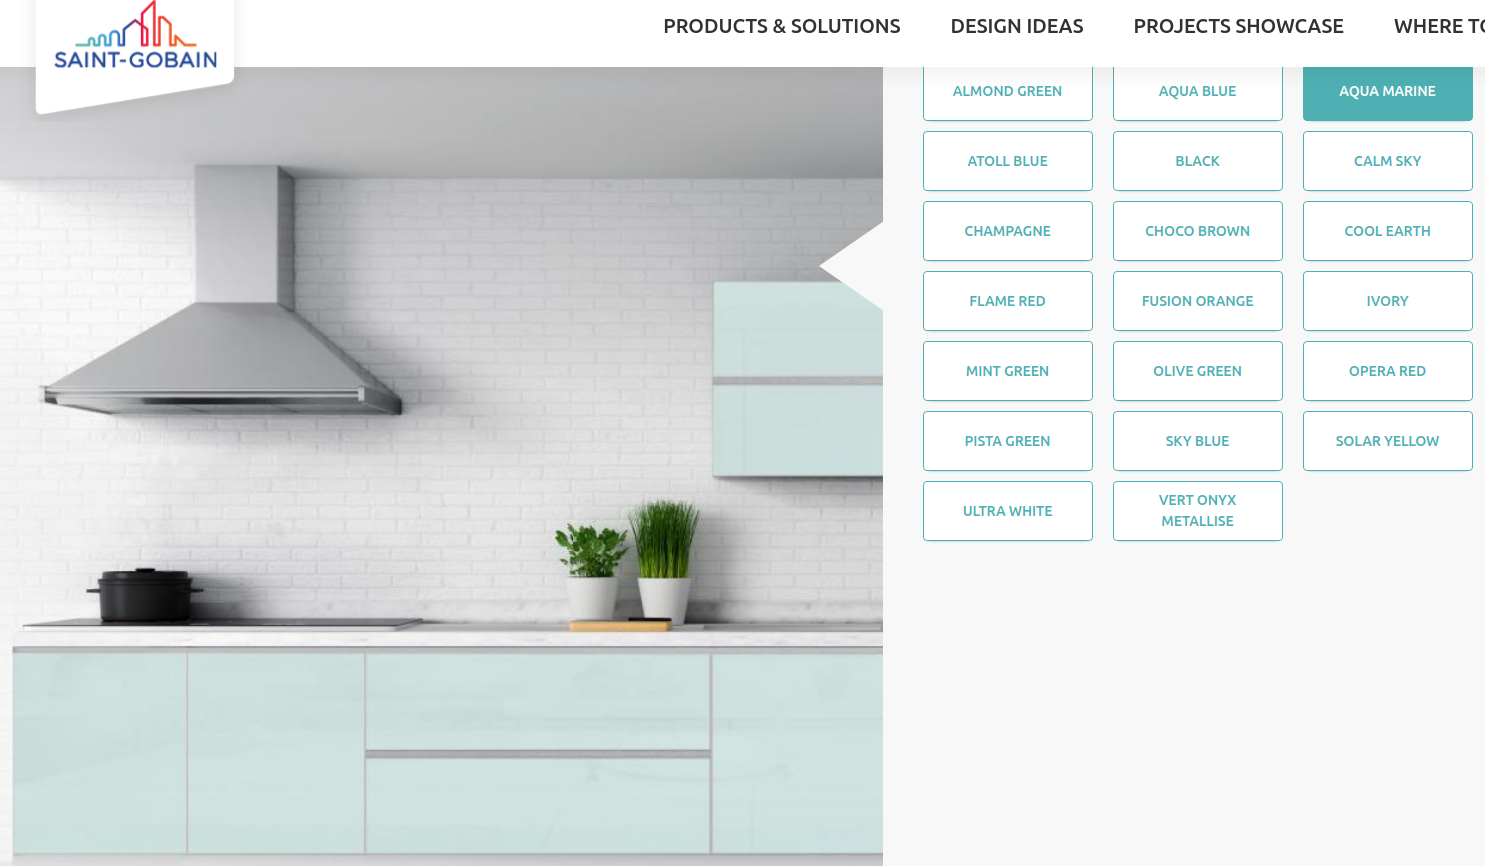 SAINT-GOBAIN
PRODUCTS & SOLUTIONS
DESIGN IDEAS
PROJECTS SHOWCASE
WHERE
ALMOND GREEN
AQUA BLUE
AQUA MARINE
ATOLL BLUE
BLACK
CALM SKY
CHAMPAGNE
CHOCO BROWN
COOL EARTH
FLAME RED
FUSION ORANGE
IVORY
MINT GREEN
OLIVE GREEN
OPERA RED
PISTA GREEN
SKY BLUE
SOLAR YELLOW
ULTRA WHITE
VERT ONYX
METALLISE